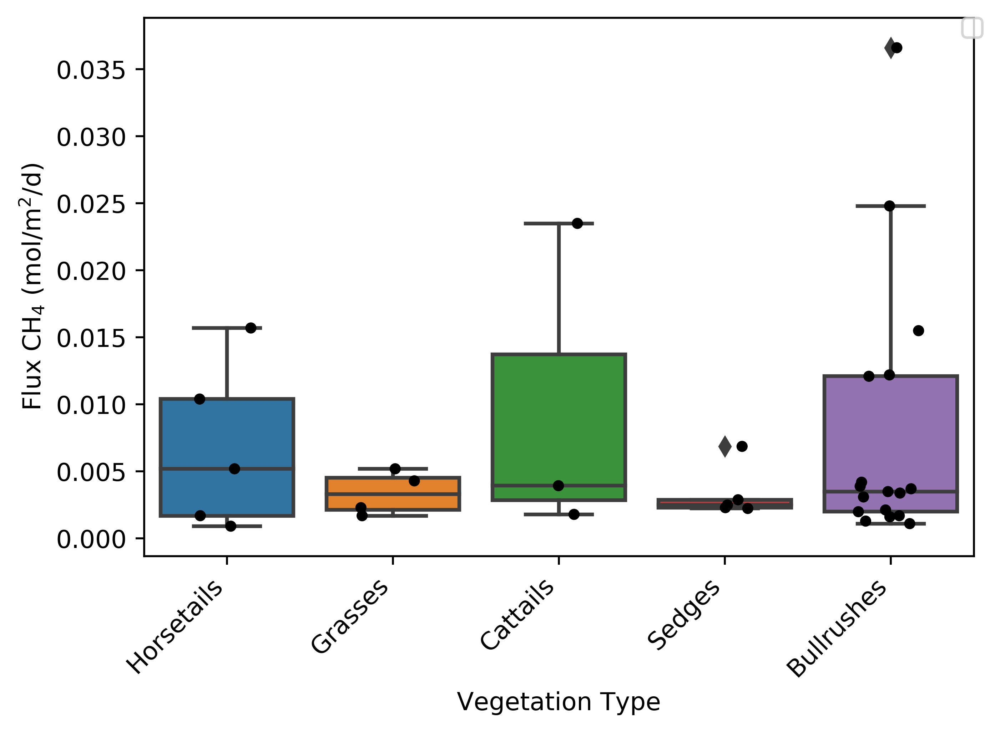 Flux CH₄ (mol/m²/d)
0.035
0.030
0.025
0.020
0.015
0.010
0.005
0.000
Horsetails
Grasses
Cattails
Sedges
Bullrushes
Vegetation Type